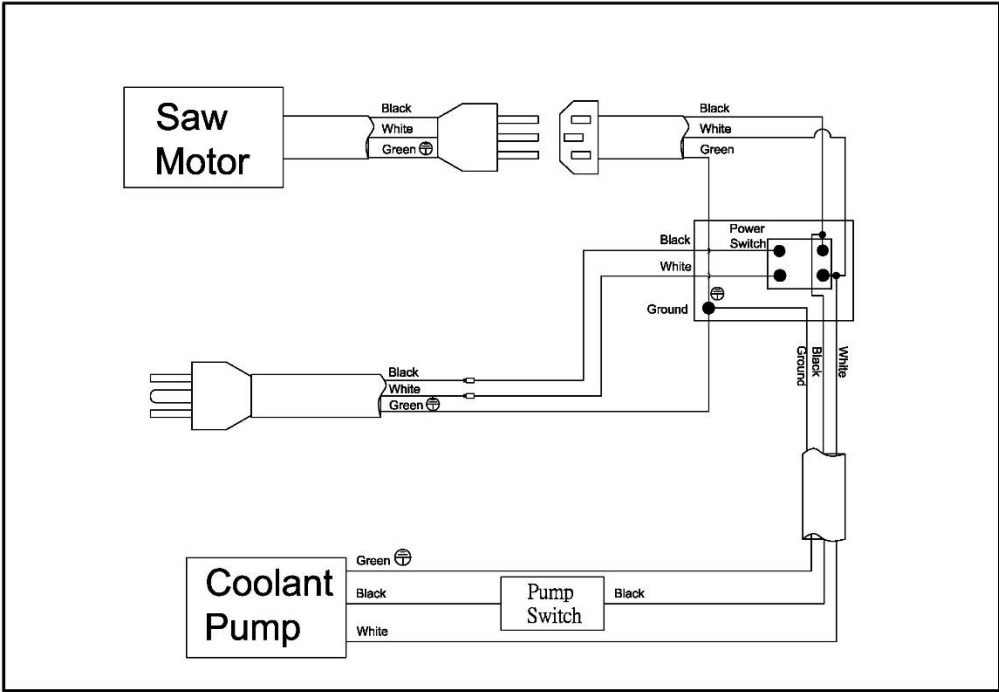 Saw
Motor
Black
White
Green
Black
White
Green
Power
Switch
Black
White
Ground
Ground
Black
White
Black
White
Green
Coolant
Pump
Green
Black
White
Pump
Switch
Black